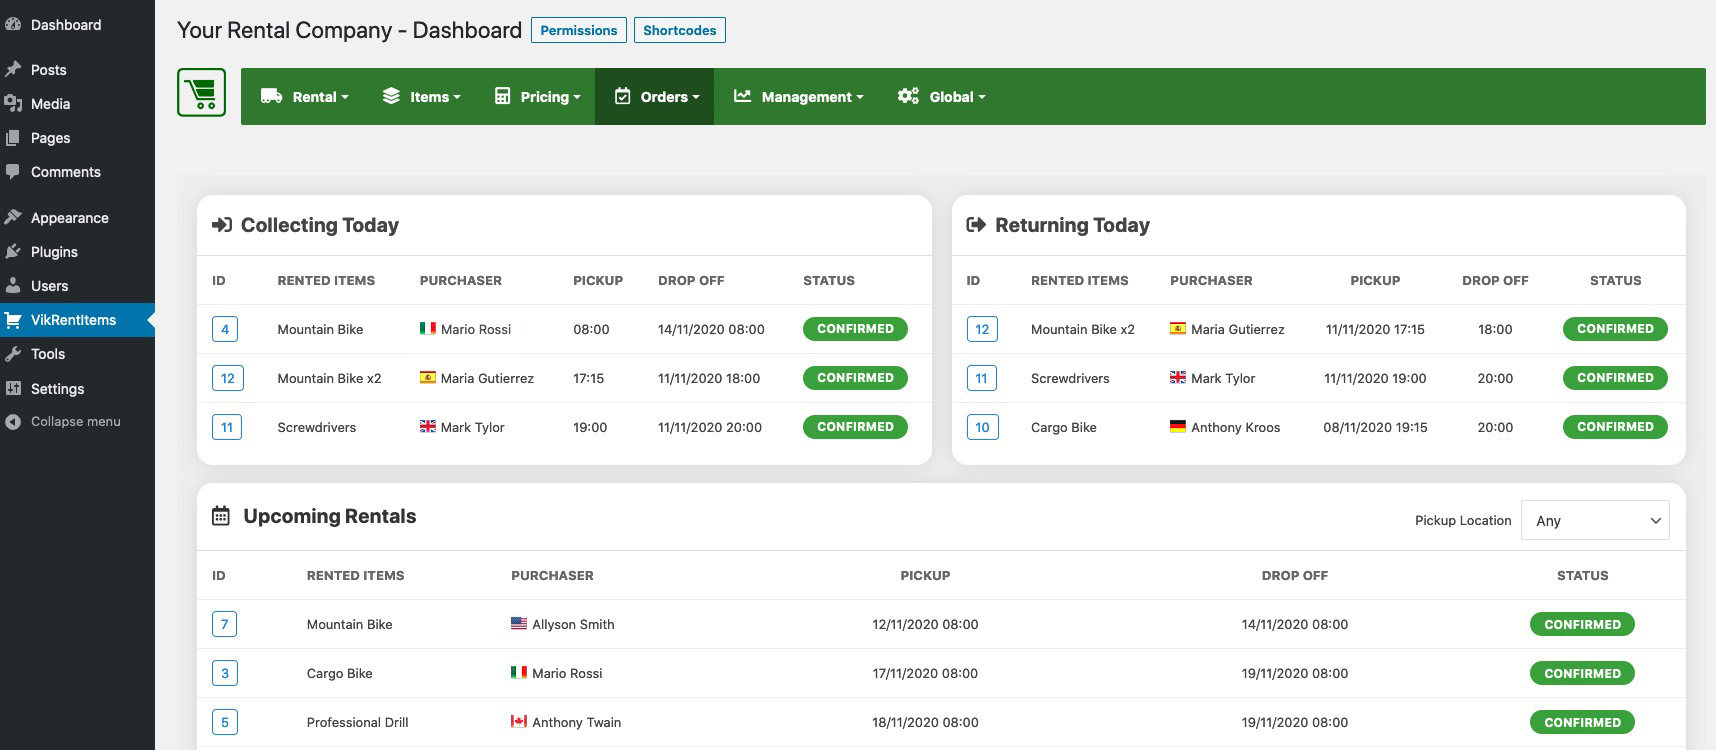 Dashboard
Posts
Media
Pages
Comments
Appearance
Plugins
Users
VikRentItems
Tools
Settings
Collapse menu
Your Rental Company - Dashboard Permissions Shortcodes
Rental Items Pricing Orders Management Global
Collecting Today
ID RENTED ITEMS PURCHASER PICKUP DROP OFF STATUS
4 Mountain Bike Mario Rossi 08:00 14/11/2020 08:00 CONFIRMED
12 Mountain Bike x2 Maria Gutierrez 17:15 11/11/2020 18:00 CONFIRMED
11 Screwdrivers Mark Tylor 19:00 11/11/2020 20:00 CONFIRMED
Returning Today
ID RENTED ITEMS PURCHASER PICKUP DROP OFF STATUS
12 Mountain Bike x2 Maria Gutierrez 11/11/2020 17:15 18:00 CONFIRMED
11 Screwdrivers Mark Tylor 11/11/2020 19:00 20:00 CONFIRMED
10 Cargo Bike Anthony Kroos 08/11/2020 19:15 20:00 CONFIRMED
Upcoming Rentals
Pickup Location Any
ID RENTED ITEMS PURCHASER PICKUP DROP OFF STATUS
7 Mountain Bike Allyson Smith 12/11/2020 08:00 14/11/2020 08:00 CONFIRMED
3 Cargo Bike Mario Rossi 17/11/2020 08:00 19/11/2020 08:00 CONFIRMED
5 Professional Drill Anthony Twain 18/11/2020 08:00 19/11/2020 08:00 CONFIRMED